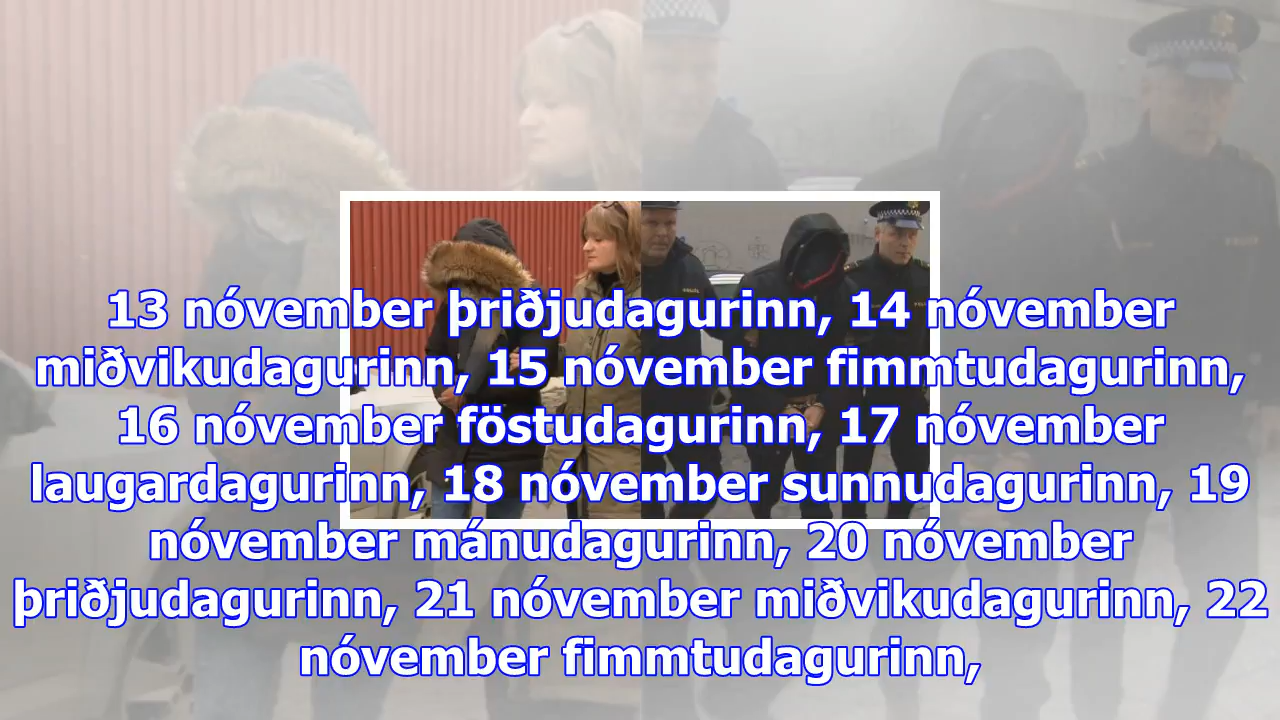 13 nóvember þriðjudagurinn, 14 nóvember
miðvikudagurinn, 15 nóvember fimmtudagurinn,
16 nóvember föstudagurinn, 17 nóvember
laugardagurinn, 18 nóvember sunnudagurinn, 19
nóvember mánudagurinn, 20 nóvember
þriðjudagurinn, 21 nóvember miðvikudagurinn, 22
nóvember fimmtudagurinn,